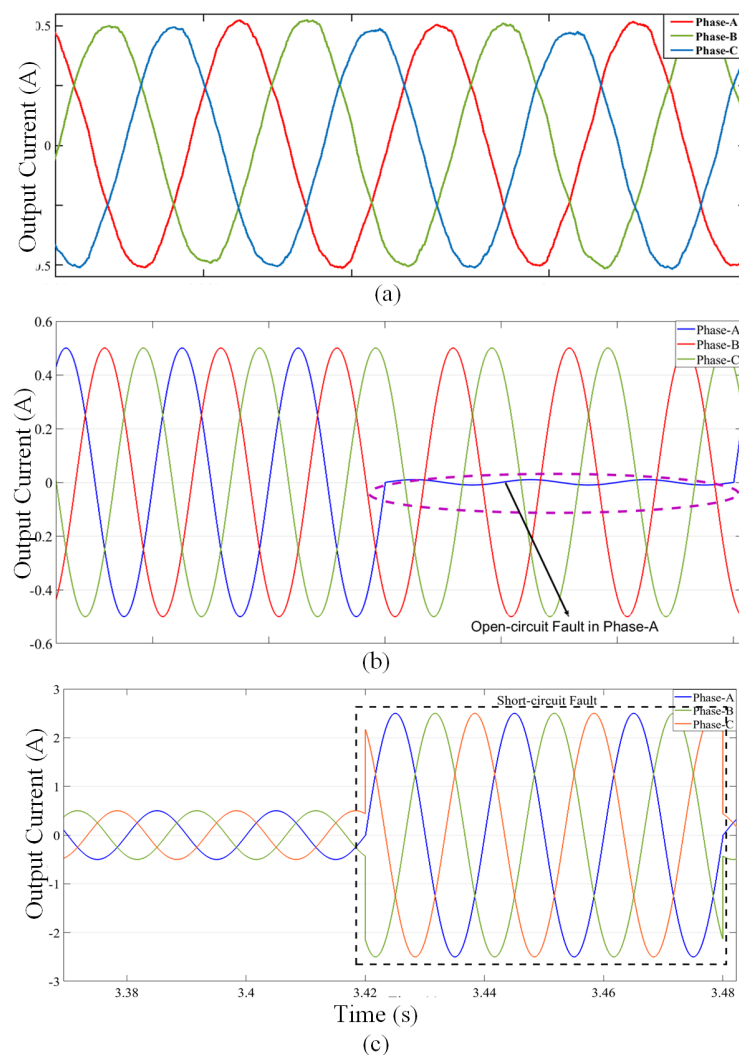 3.5
Phase-A
Phase-B
Phase-C
0
3.5
Output Current (A)
(a)
0.6
Phase-A
Phase-B
Phase-C
0.4
0.2
0
-0.2
-0.4
-0.6
Output Current (A)
Open-circuit Fault in Phase-A
(b)
3
Short-circuit Fault
Phase-A
Phase-B
Phase-C
2
1
0
-1
-2
-3
Output Current (A)
3.38
3.4
3.42
3.44
3.46
3.48
Time (s)
(c)